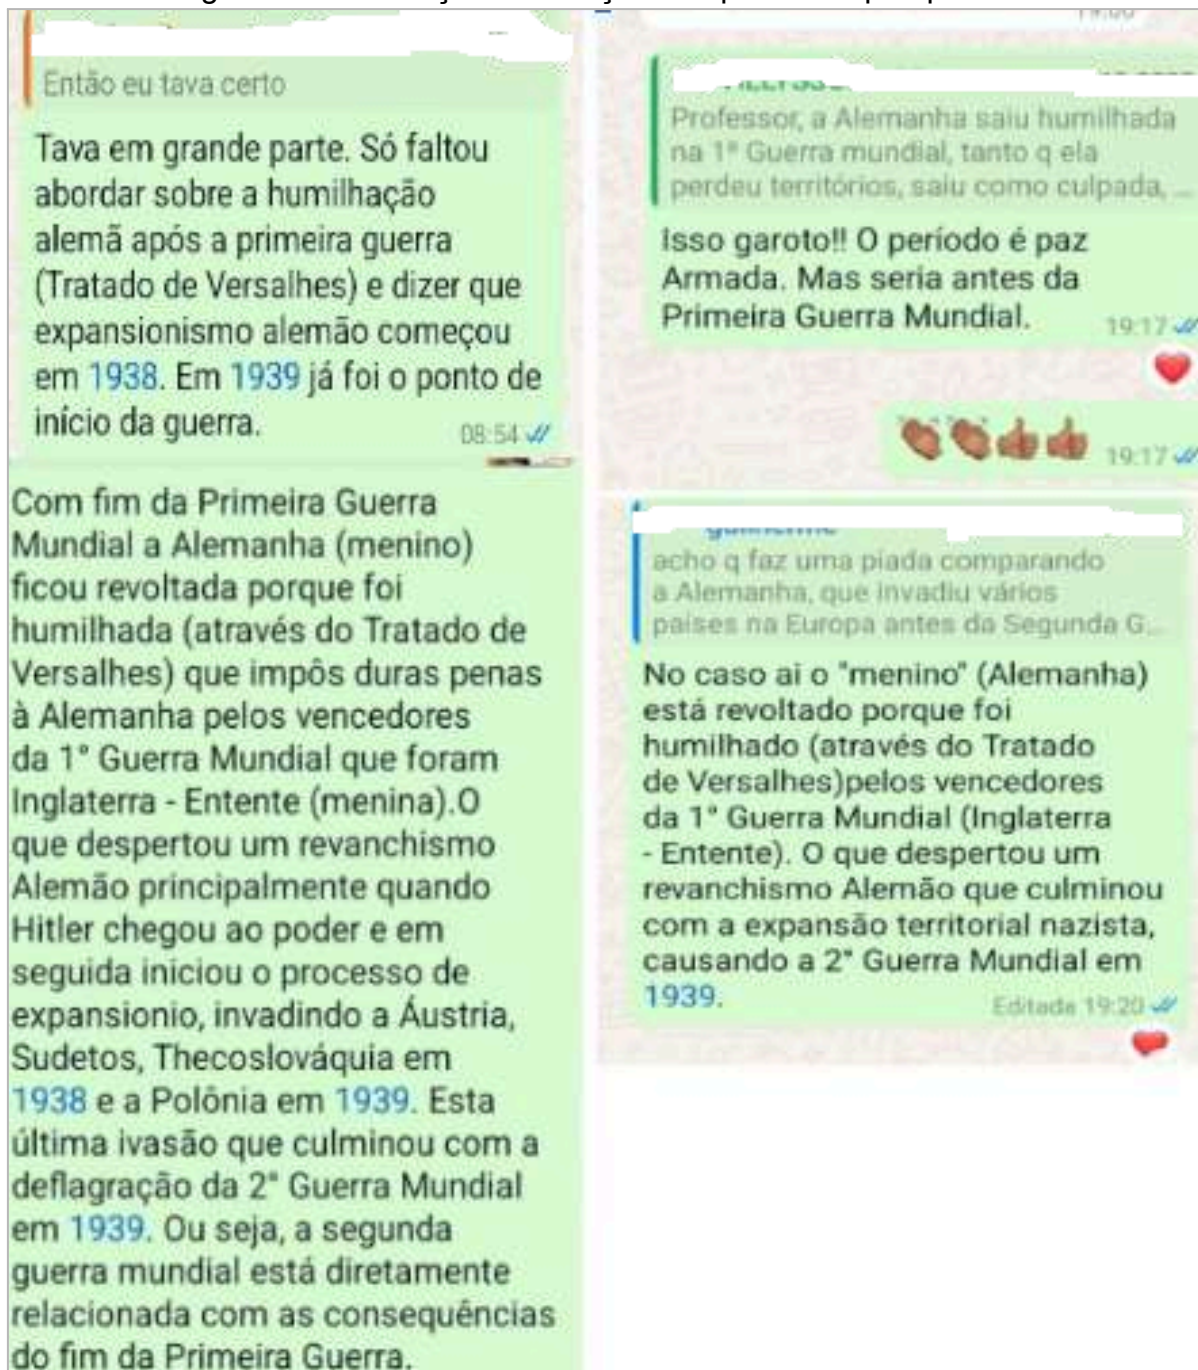 Então eu tava certo
Tava em grande parte. Só faltou
abordar sobre a humilhação
alemã após a primeira guerra
(Tratado de Versalhes) e dizer que
expansionismo alemão começou
em 1938. Em 1939 já foi o ponto de
início da guerra.
08:54
Com fim da Primeira Guerra
Mundial a Alemanha (menino)
ficou revoltada porque foi
humilhada (através do Tratado de
Versalhes) que impôs duras penas
à Alemanha pelos vencedores
da 1° Guerra Mundial que foram
Inglaterra - Entente (menina).O
que despertou um revanchismo
Alemão principalmente quando
Hitler chegou ao poder e em
seguida iniciou o processo de
expansionio, invadindo a Áustria,
Sudetos, Thecoslováquia em
1938 e a Polônia em 1939. Esta
última ivasão que culminou com a
deflagração da 2° Guerra Mundial
em 1939. Ou seja, a segunda
guerra mundial está diretamente
relacionada com as consequências
do fim da Primeira Guerra.
Professor, a Alemanha saiu humilhada
na 1ª Guerra mundial, tanto q ela
perdeu territórios, saiu como culpada, ...
Isso garoto!! O período é paz
Armada. Mas seria antes da
Primeira Guerra Mundial.
19:17
19:17
acho q faz uma piada comparando
a Alemanha, que invadiu vários
países na Europa antes da Segunda G...
No caso ai o "menino" (Alemanha)
está revoltado porque foi
humilhado (através do Tratado
de Versalhes)pelos vencedores
da 1° Guerra Mundial (Inglaterra
- Entente). O que despertou um
revanchismo Alemão que culminou
com a expansão territorial nazista,
causando a 2° Guerra Mundial em
1939.
Editada 19:20